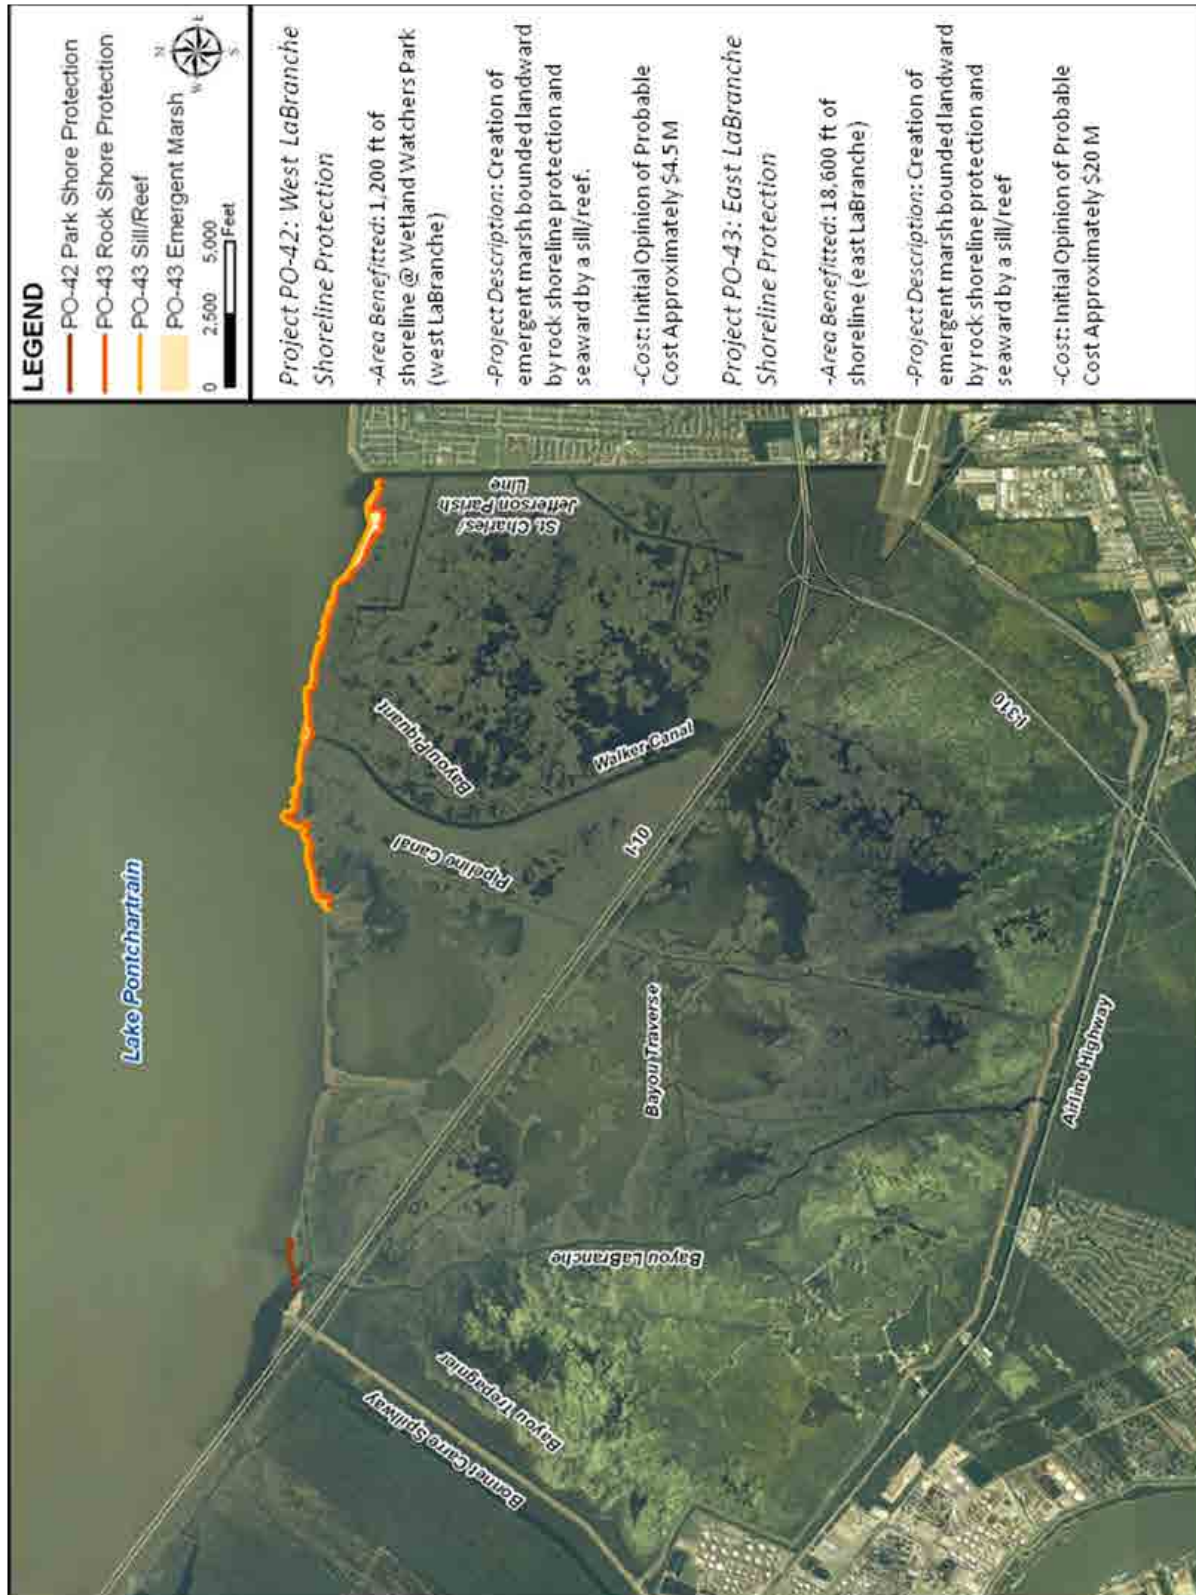 LEGEND
PO-42 Park Shore Protection
PO-43 Rock Shore Protection
PO-43 Sill/Reef
PO-43 Emergent Marsh
N
E
S
W
0 2,500 5,000
Feet
Project PO-42: West LaBranche
Shoreline Protection
-Area Benefitted: 1,200 ft of
shoreline @ Wetland Watchers Park
(west LaBranche)
-Project Description: Creation of
emergent marsh bounded landward
by rock shoreline protection and
seaward by a sill/ref.
-Cost: Initial Opinion of Probable
Cost Approximately $4.5 M
Project PO-43: East LaBranche
Shoreline Protection
-Area Benefitted: 18,600 ft of
shoreline (east LaBranche)
-Project Description: Creation of
emergent marsh bounded landward
by rock shoreline protection and
seaward by a sill/reef
-Cost: Initial Opinion of Probable
Cost Approximately $20 M
Lake Pontchartrain
St. Charles/
Jefferson Parish
Line
Bayou Piquant
Walker Canal
Pipeline Canal
I-10
I-310
Bayou Traverse
Airline Highway
Bayou LaBranche
Bayou Trepagnier
Bonnet Carre Spillway